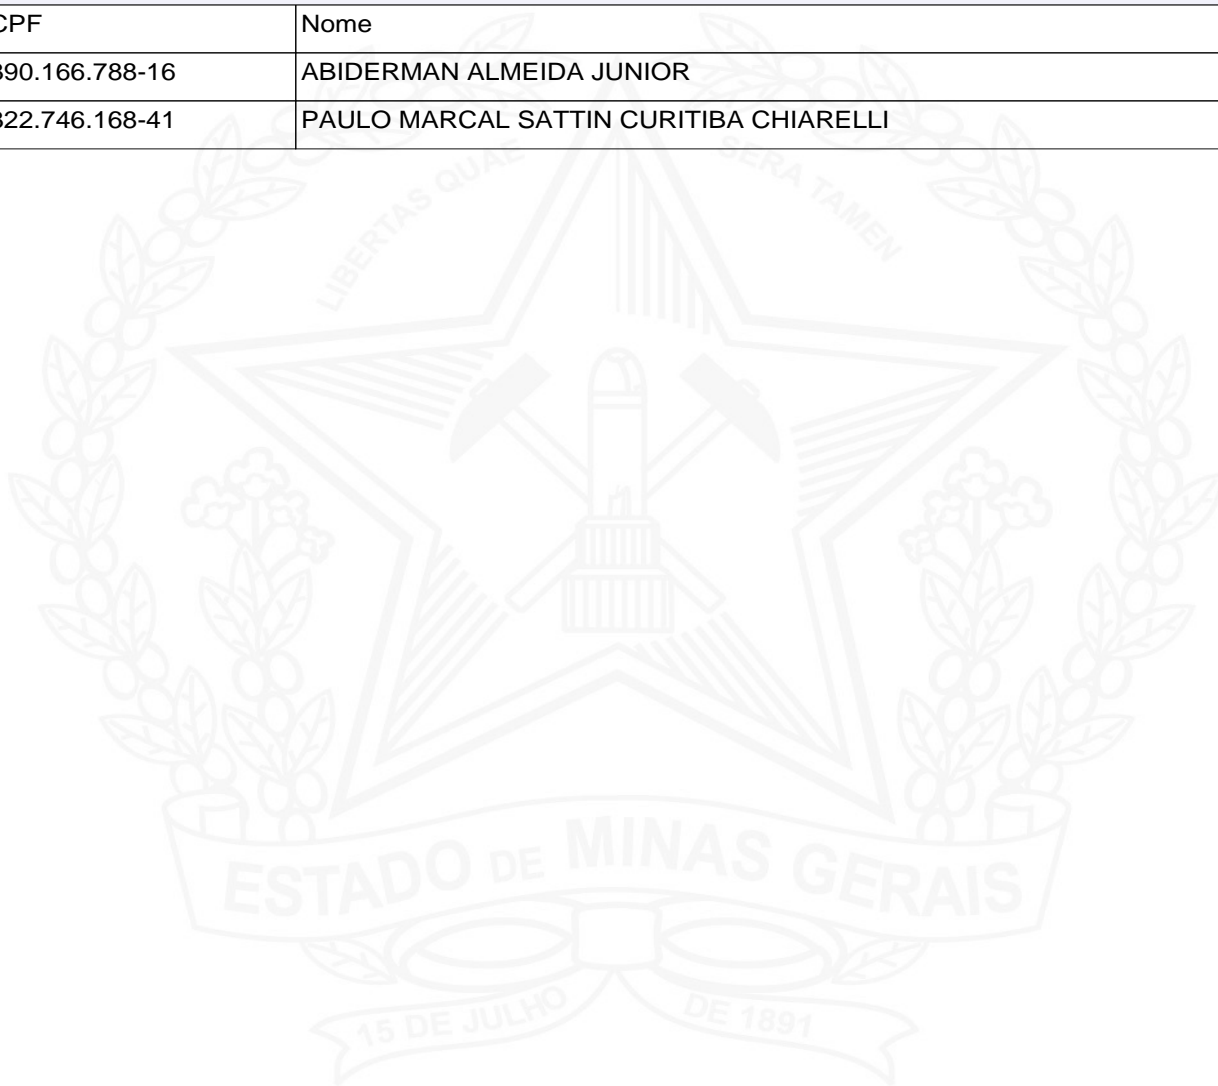 CPF Nome
390.166.788-16 ABIDERMAN ALMEIDA JUNIOR
322.746.168-41 PAULO MARCAL SATTIN CURITIBA CHIARELLI
LIBERTAS QUAE SERA TAMEN
ESTADO DE MINAS GERAIS
15 DE JULHO DE 1891